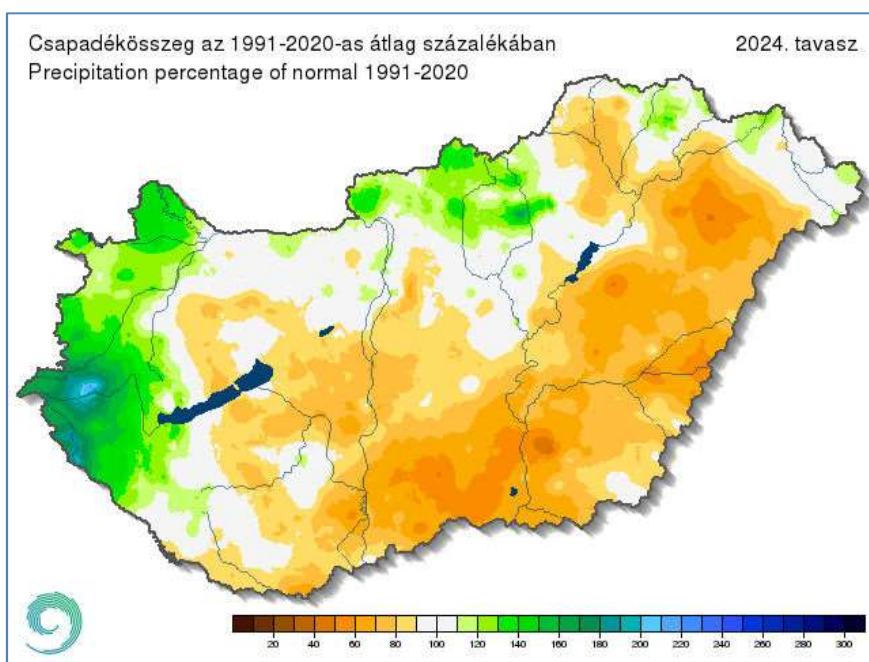 Csapadékösszeg az 1991-2020-as átlag százalékában
2024. tavasz
Precipitation percentage of normal 1991-2020
20 40 60 80 100 120 140 160 180 200 220 240 260 280 300